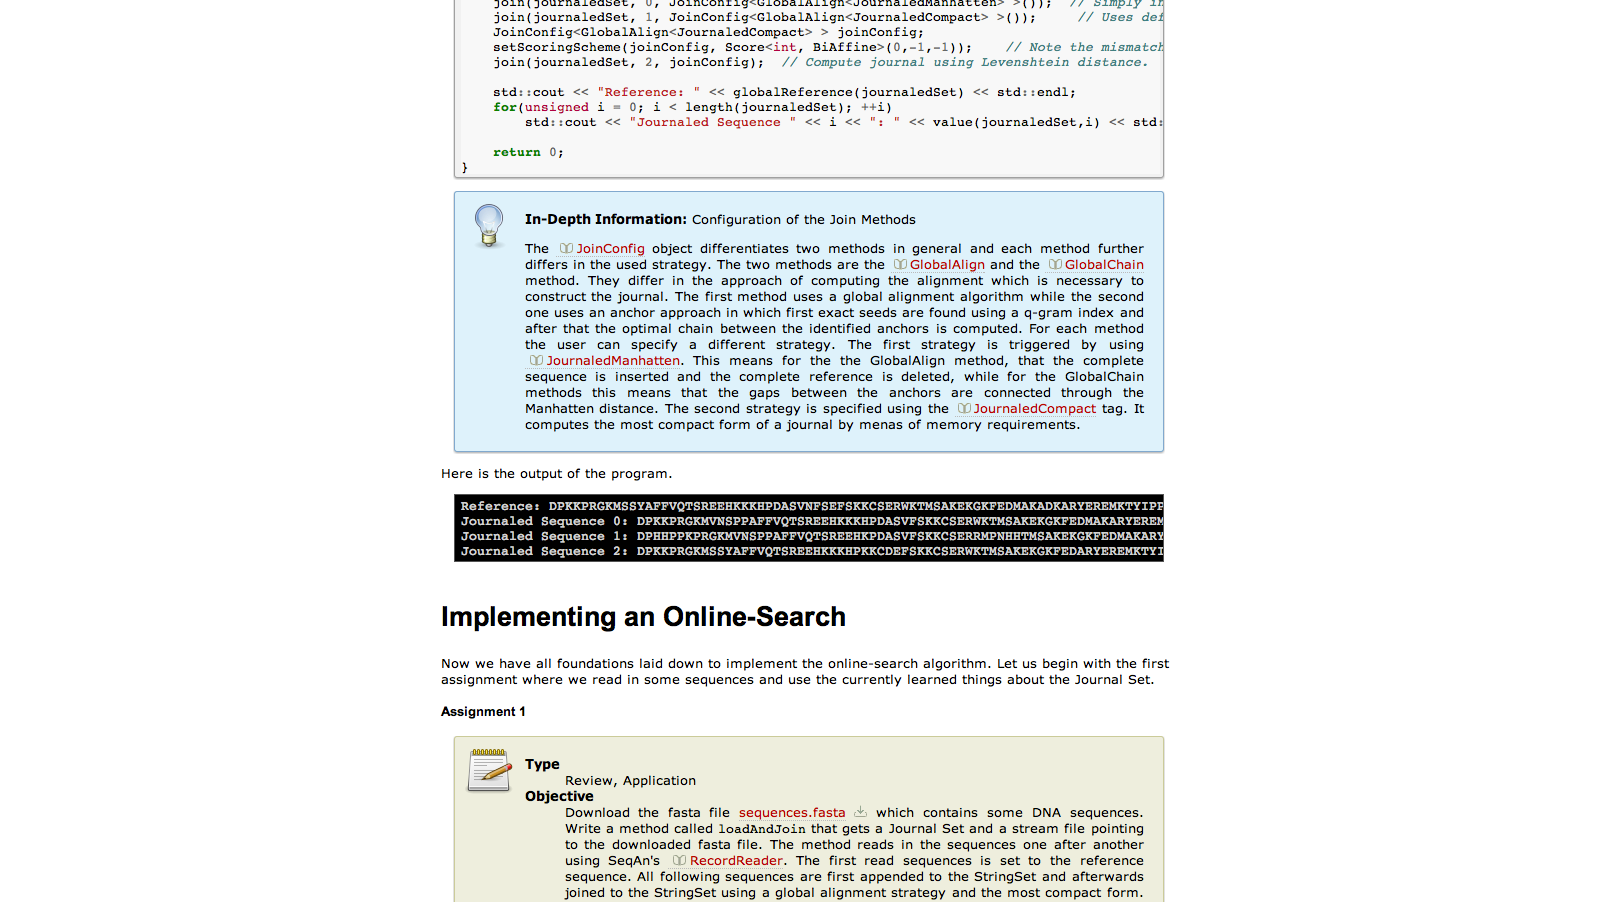 join(journaledSet, 0, JoinConfig<GlobalAlign<JournaledManhatten> >()); // Simply in
join(journaledSet, 1, JoinConfig<GlobalAlign<JournaledCompact> >()); // Uses def
JoinConfig<GlobalAlign<JournaledCompact> > joinConfig;
setScoringScheme(joinConfig, Score<int, BiAffine>(0,-1,-1)); // Note the mismatch
join(journaledSet, 2, joinConfig); // Compute journal using Levenshtein distance.
std::cout << "Reference: " << globalReference(journaledSet) << std::endl;
for(unsigned i = 0; i < length(journaledSet); ++i)
std::cout << "Journaled Sequence " << i << ": " << value(journaledSet,i) << std:
return 0;
}
In-Depth Information: Configuration of the Join Methods
The JoinConfig object differentiates two methods in general and each method further
differs in the used strategy. The two methods are the GlobalAlign and the GlobalChain
method. They differ in the approach of computing the alignment which is necessary to
construct the journal. The first method uses a global alignment algorithm while the second
one uses an anchor approach in which first exact seeds are found using a q-gram index and
after that the optimal chain between the identified anchors is computed. For each method
the user can specify a different strategy. The first strategy is triggered by using
JournaledManhatten. This means for the the GlobalAlign method, that the complete
sequence is inserted and the complete reference is deleted, while for the GlobalChain
methods this means that the gaps between the anchors are connected through the
Manhatten distance. The second strategy is specified using the JournaledCompact tag. It
computes the most compact form of a journal by menas of memory requirements.
Here is the output of the program.
Reference: DPKKPRGKMSSYAFFVQTSREEHKKKHPDASVNFSEFSKKCSERWKTMSAKEKGKFEDMAKADKARYEREMKTYIPP
Journaled Sequence 0: DPKKPRGKMVNSPPAFFVQTSREEHKKKHPDASVFSKKCSERWKTMSAKEKGKFEDMAKARYEREM
Journaled Sequence 1: DPHHPPKPRGKMVNSPPAFFVQTSREEHKPDASVFSKKCSERRMPNHHTMSAKEKGKFEDMAKARY
Journaled Sequence 2: DPKKPRGKMSSYAFFVQTSREEHKKKHPKKCDEFSKKCSERWKTMSAKEKGKFEDARYEREMKTYI
Implementing an Online-Search
Now we have all foundations laid down to implement the online-search algorithm. Let us begin with the first
assignment where we read in some sequences and use the currently learned things about the Journal Set.
Assignment 1
Type
Review, Application
Objective
Download the fasta file sequences.fasta which contains some DNA sequences.
Write a method called loadAndJoin that gets a Journal Set and a stream file pointing
to the downloaded fasta file. The method reads in the sequences one after another
using SeqAn's RecordReader. The first read sequences is set to the reference
sequence. All following sequences are first appended to the StringSet and afterwards
joined to the StringSet using a global alignment strategy and the most compact form.